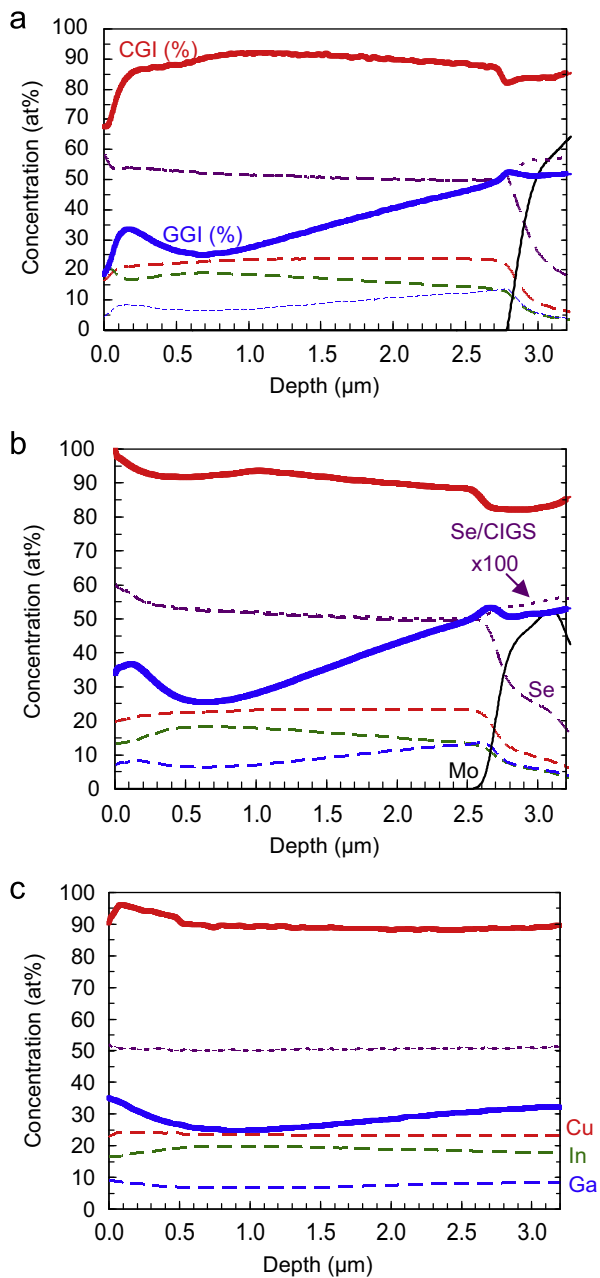 a
100
90
80
70
60
50
40
30
20
10
0
Concentration (at%)
CGI (%)
GGI (%)
0.0 0.5 1.0 1.5 2.0 2.5 3.0
Depth (µm)
b
100
90
80
70
60
50
40
30
20
10
0
Concentration (at%)
Se/CIGS
x100
Se
Mo
0.0 0.5 1.0 1.5 2.0 2.5 3.0
Depth (µm)
c
100
90
80
70
60
50
40
30
20
10
0
Concentration (at%)
Cu
In
Ga
0.0 0.5 1.0 1.5 2.0 2.5 3.0
Depth (µm)